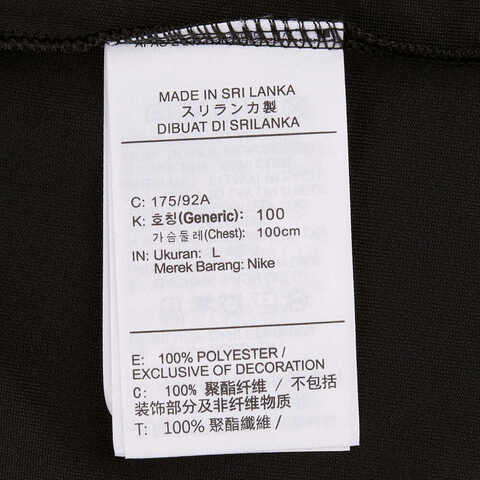 MADE IN SRI LANKA
スリランカ製
DIBUAT DI SRILANKA
C: 175/92A
K: 호칭(Generic): 100
가슴둘레(Chest): 100cm
IN: Ukuran: L
Merek Barang: Nike
E: 100% POLYESTER /
EXCLUSIVE OF DECORATION
C: 100% 聚酯纤维 / 不包括
装饰部分及非纤维物质
T: 100% 聚酯纖維 /